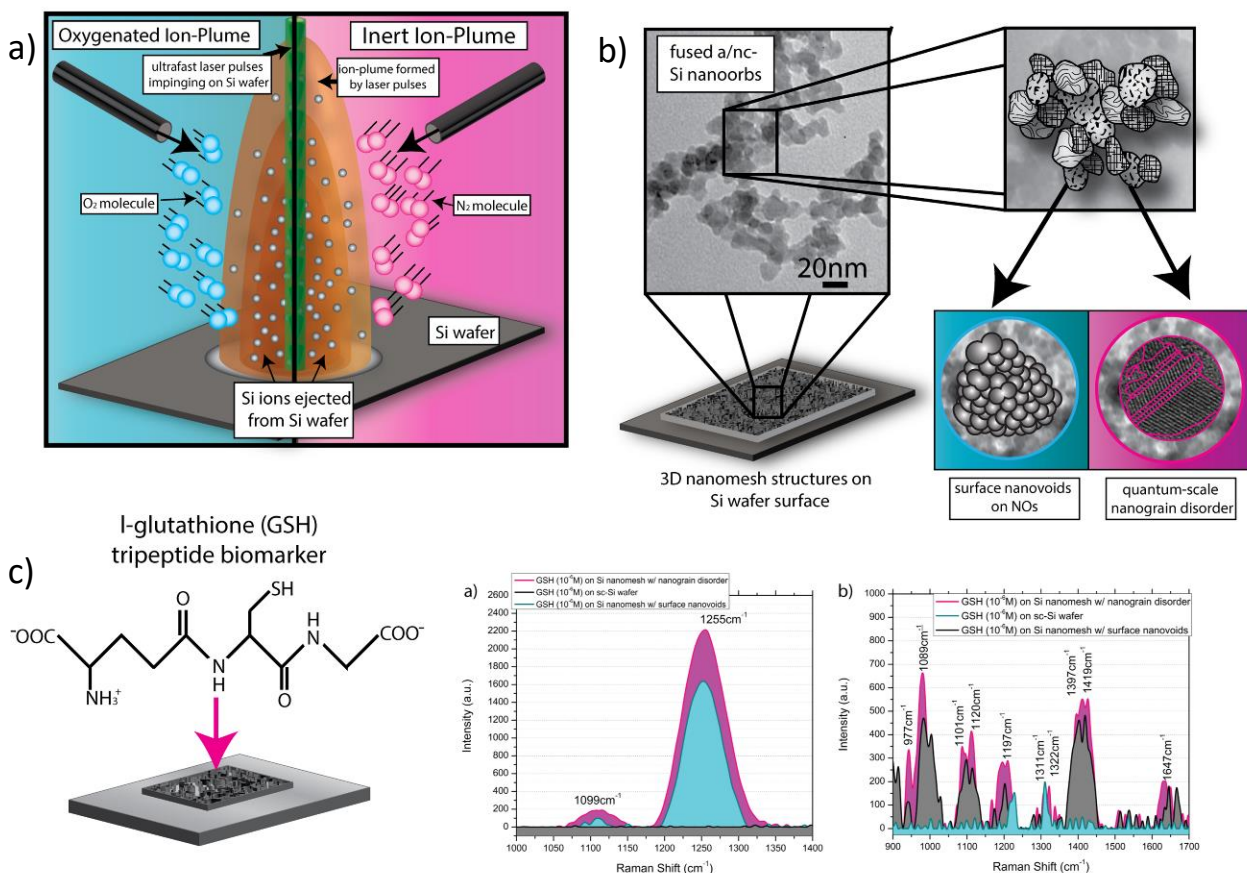 a)
Oxygenated Ion-Plume
Inert Ion-Plume
ultrafast laser pulses
impinging on Si wafer
ion-plume formed
by laser pulses
O2 molecule
N2 molecule
Si wafer
Si ions ejected
from Si wafer
b)
fused a/nc-
Si nanoorbs
20nm
3D nanomesh structures on
Si wafer surface
surface nanovoids
on NOs
quantum-scale
nanograin disorder
c)
l-glutathione (GSH)
tripeptide biomarker
SH
O
H
N
⁻OOC
COO⁻
N
H
O
NH3⁺
a)
GSH (10⁻⁶M) on Si nanomesh w/ nanograin disorder
GSH (10⁻⁶M) on sc-Si wafer
GSH (10⁻⁶M) on Si nanomesh w/ surface nanovoids
1255cm⁻¹
1099cm⁻¹
Intensity (a.u.)
2600
2400
2200
2000
1800
1600
1400
1200
1000
800
600
400
200
0
1000 1050 1100 1150 1200 1250 1300 1350 1400
Raman Shift (cm⁻¹)
b)
GSH (10⁻⁶M) on Si nanomesh w/ nanograin disorder
GSH (10⁻⁶M) on sc-Si wafer
GSH (10⁻⁶M) on Si nanomesh w/ surface nanovoids
977cm⁻¹
1089cm⁻¹
1101cm⁻¹
1120cm⁻¹
1197cm⁻¹
1311cm⁻¹
1322cm⁻¹
1397cm⁻¹
1419cm⁻¹
1647cm⁻¹
Intensity (a.u.)
1000
900
800
700
600
500
400
300
200
100
0
900 1000 1100 1200 1300 1400 1500 1600 1700
Raman Shift (cm⁻¹)